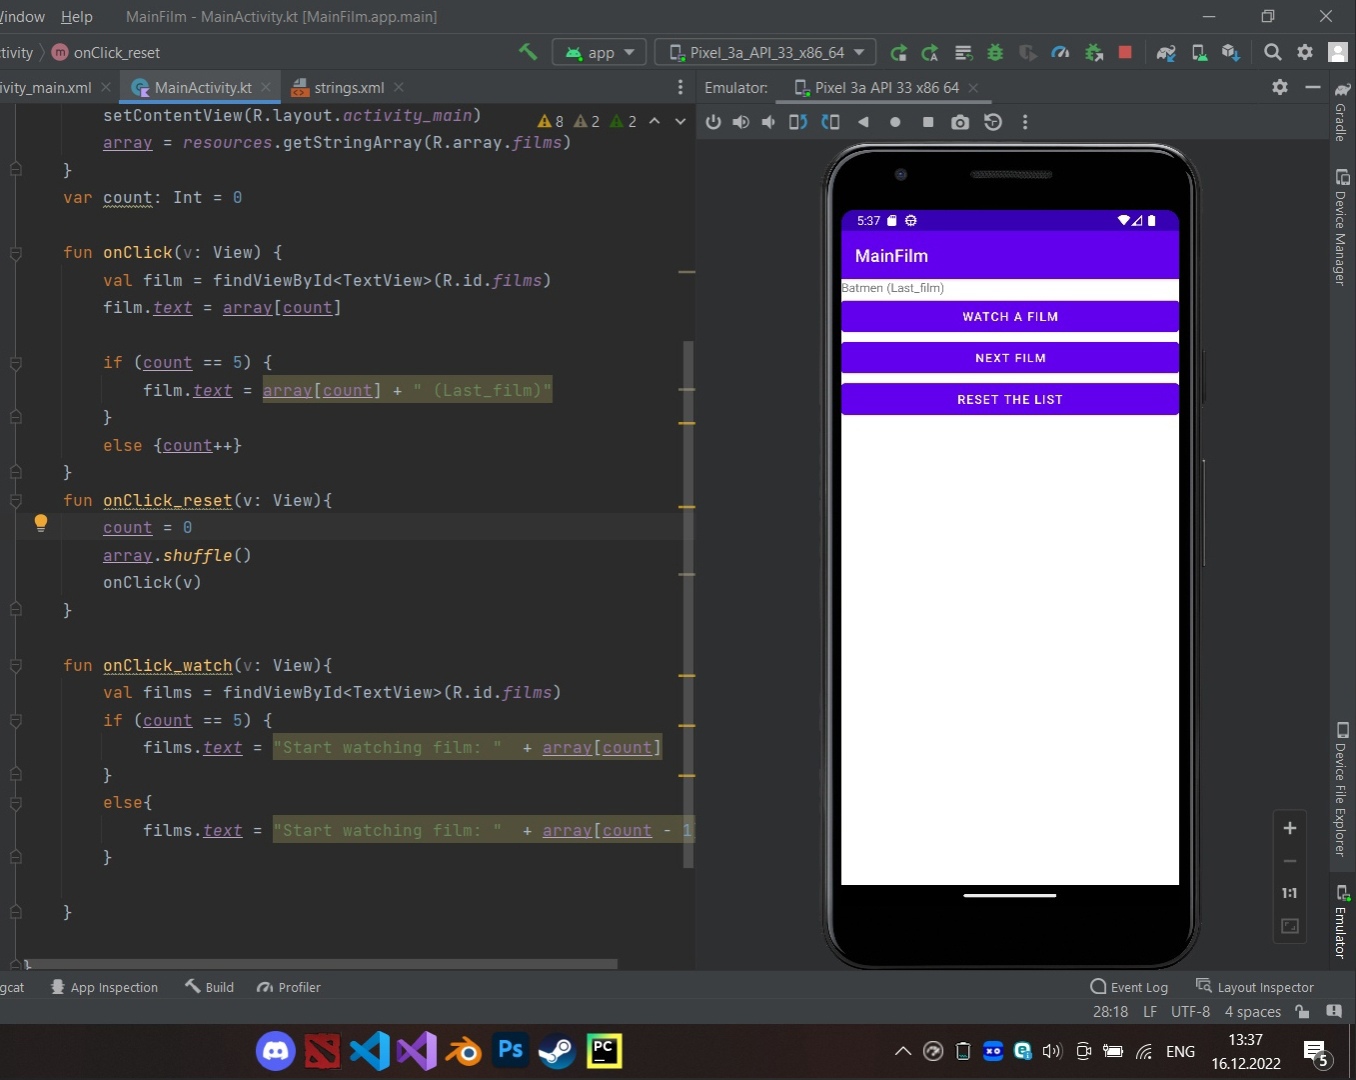 indow Help MainFilm - MainActivity.kt [MainFilm.app.main]
tivity m onClick_reset app Pixel_3a_API_33_x86_64
ivity_main.xml MainActivity.kt strings.xml
Emulator: Pixel 3a API 33 x86 64
setContentView(R.layout.activity_main)
8 2 2
array = resources.getStringArray(R.array.films)
}
var count: Int = 0
fun onClick(v: View) {
val film = findViewById<TextView>(R.id.films)
film.text = array[count]
if (count == 5) {
film.text = array[count] + " (Last_film)"
}
else {count++}
}
fun onClick_reset(v: View){
count = 0
array.shuffle()
onClick(v)
}
fun onClick_watch(v: View){
val films = findViewById<TextView>(R.id.films)
if (count == 5) {
films.text = "Start watching film: "  + array[count]
}
else{
films.text = "Start watching film: "  + array[count - 1
}
}
}
5:37
MainFilm
Batmen (Last_film)
WATCH A FILM
NEXT FILM
RESET THE LIST
1:1
Gradle
Device Manager
Device File Explorer
Emulator
gcat App Inspection Build Profiler Event Log Layout Inspector
28:18 LF UTF-8 4 spaces
Ps PC ENG 13:37
16.12.2022 5